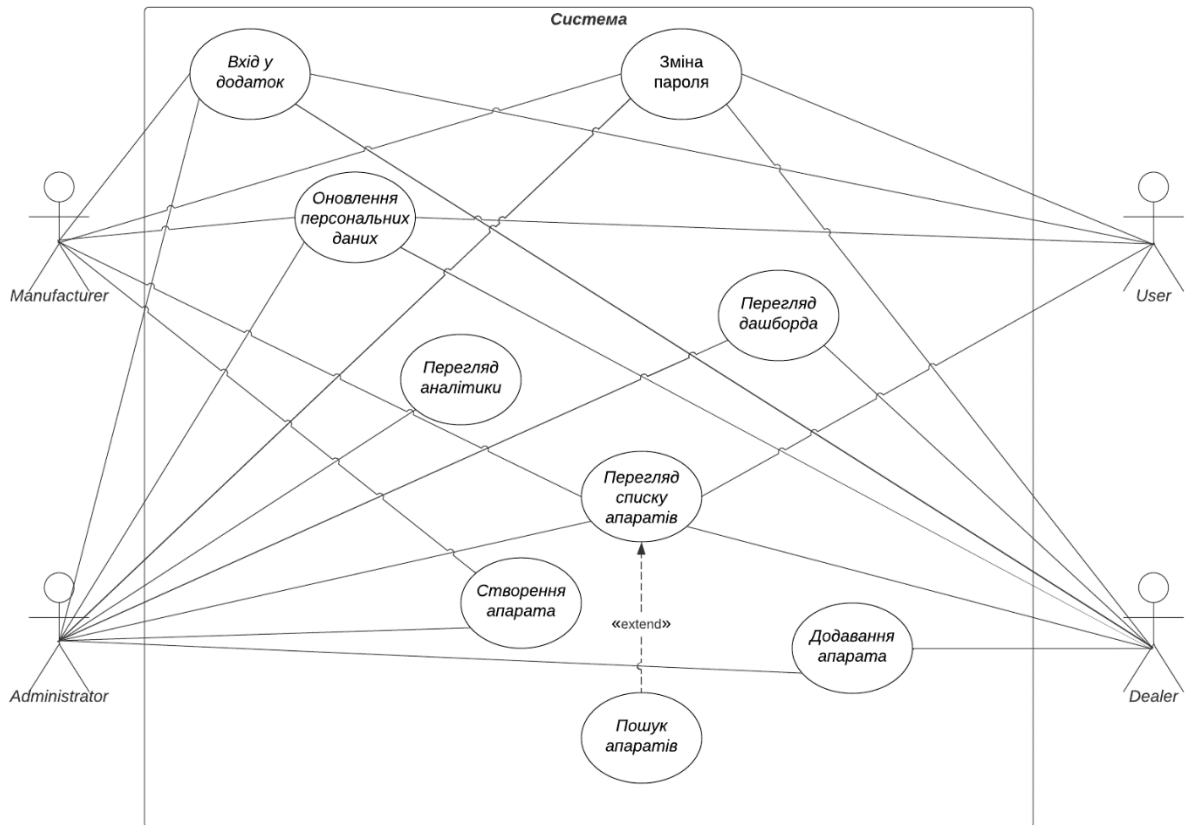 Система
Вхід у
додаток
Зміна
пароля
Оновлення
персональних
даних
Manufacturer
User
Перегляд
дашборда
Перегляд
аналітики
Перегляд
списку
апаратів
Створення
апарата
«extend»
Додавання
апарата
Administrator
Dealer
Пошук
апаратів